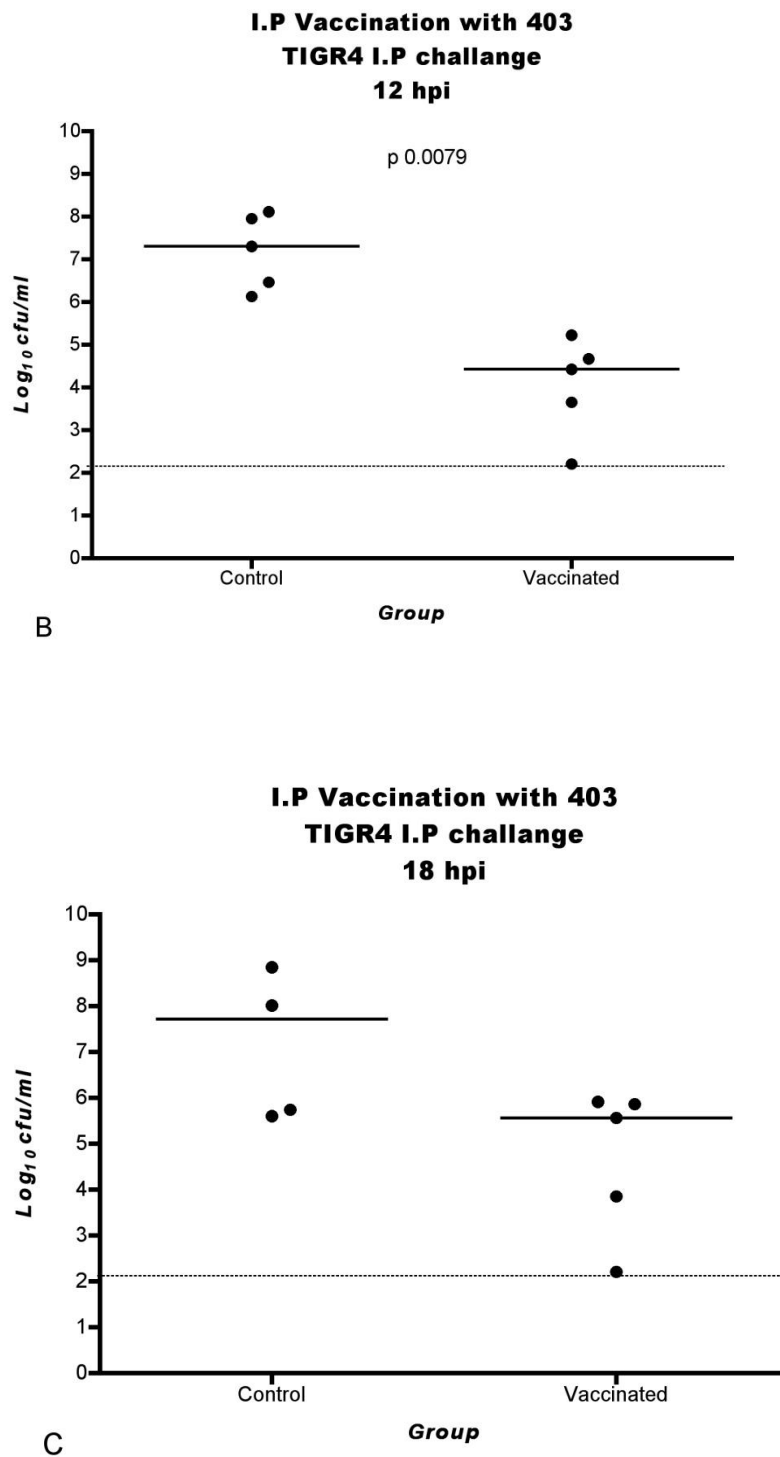 I.P Vaccination with 403
TIGR4 I.P challange
12 hpi
10
9
8
7
6
5
4
3
2
1
0
Log10 cfu/ml
p 0.0079
Control
Vaccinated
Group
B
I.P Vaccination with 403
TIGR4 I.P challange
18 hpi
10
9
8
7
6
5
4
3
2
1
0
Log10 cfu/ml
Control
Vaccinated
Group
C